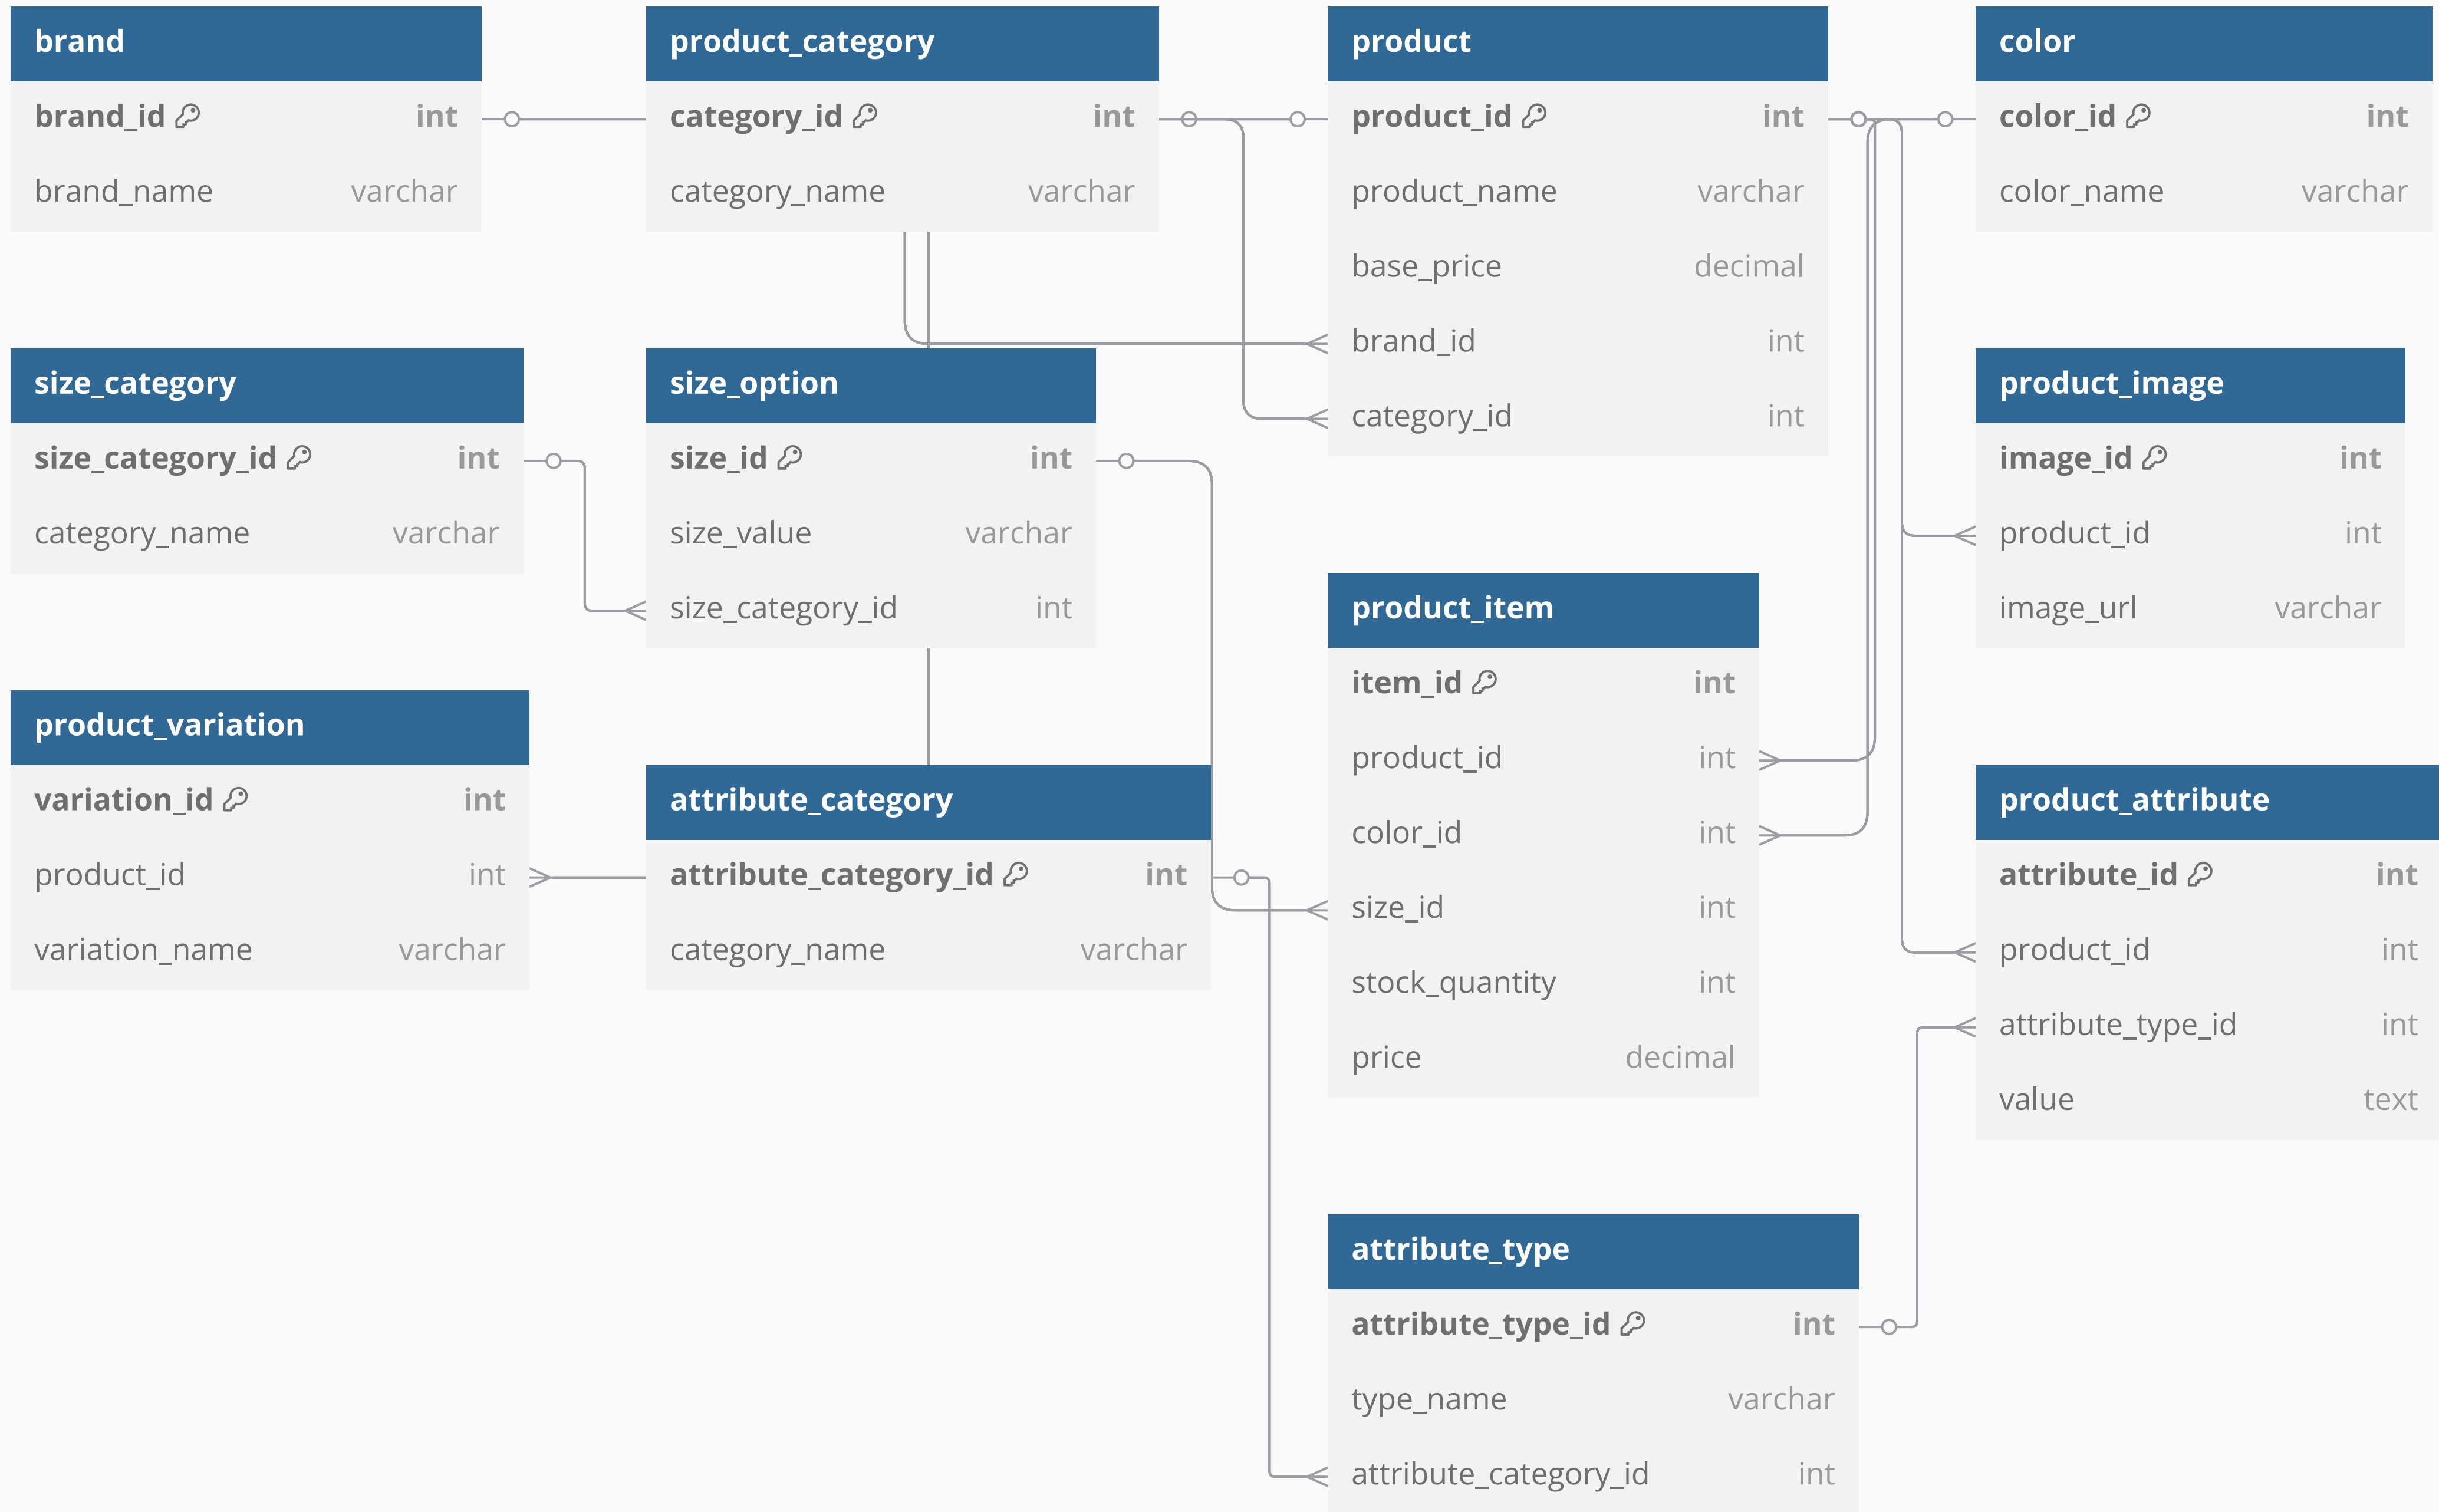 brand
brand_id int
brand_name varchar
product_category
category_id int
category_name varchar
product
product_id int
product_name varchar
base_price decimal
brand_id int
category_id int
color
color_id int
color_name varchar
size_category
size_category_id int
category_name varchar
size_option
size_id int
size_value varchar
size_category_id int
product_image
image_id int
product_id int
image_url varchar
product_variation
variation_id int
product_id int
variation_name varchar
attribute_category
attribute_category_id int
category_name varchar
product_item
item_id int
product_id int
color_id int
size_id int
stock_quantity int
price decimal
product_attribute
attribute_id int
product_id int
attribute_type_id int
value text
attribute_type
attribute_type_id int
type_name varchar
attribute_category_id int